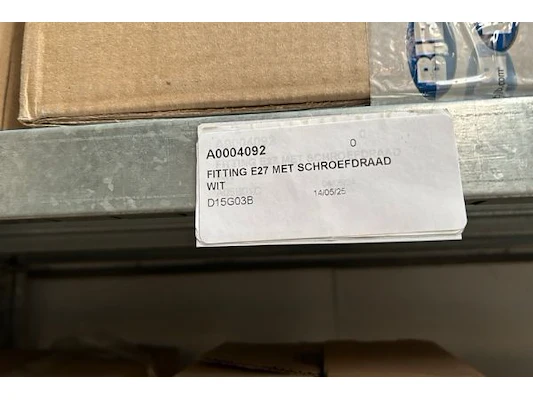 A0004092 0
FITTING E27 MET SCHROEFDRAAD
WIT
D15G03B 14/05/25